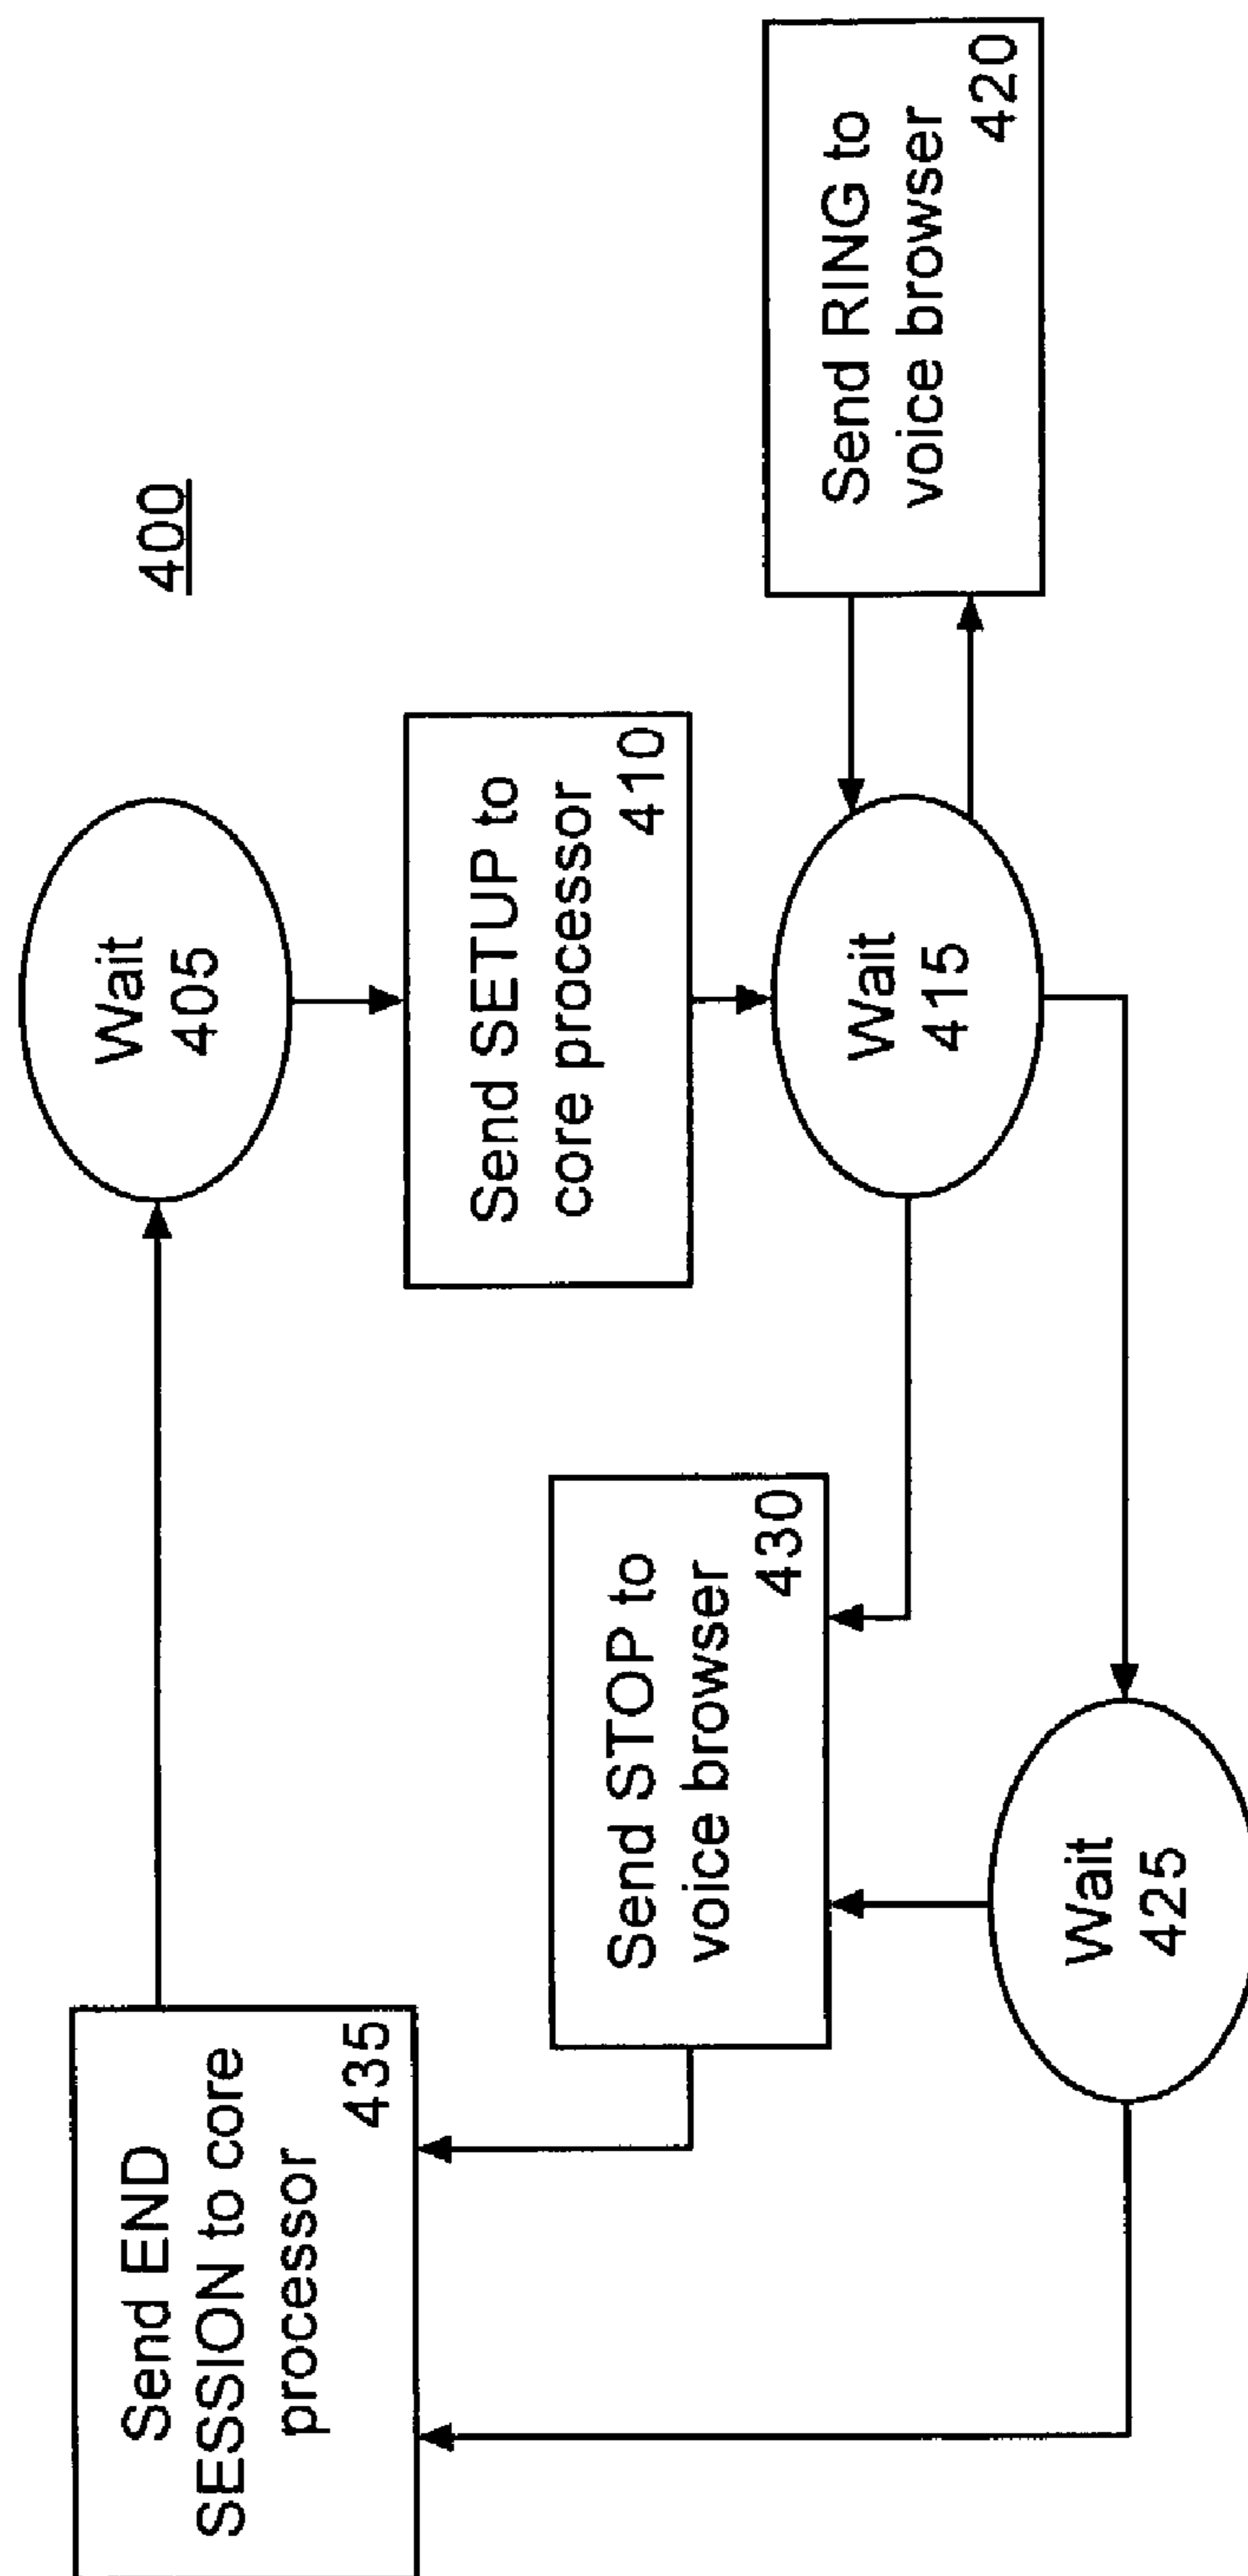 400
Wait
405
Send SETUP to
core processor
410
Wait
415
Send RING to
voice browser
420
Send STOP to
voice browser
430
Wait
425
Send END
SESSION to core
processor
435